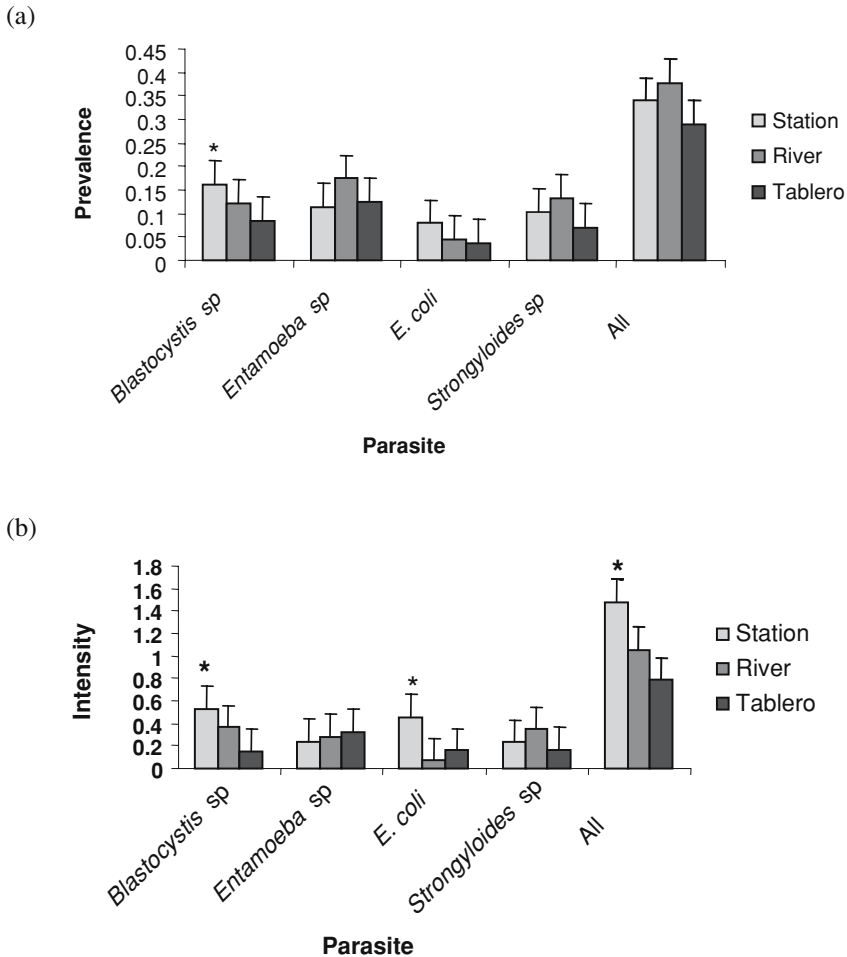 (a)
0.45
0.4
0.35
0.3
0.25
0.2
0.15
0.1
0.05
0
Prevalence
*
Station
River
Tablero
Blastocystis sp
Entamoeba sp
E. coli
Strongyloides sp
All
Parasite
(b)
1.8
1.6
1.4
1.2
1
0.8
0.6
0.4
0.2
0
Intensity
*
*
*
Station
River
Tablero
Blastocystis sp
Entamoeba sp
E. coli
Strongyloides sp
All
Parasite